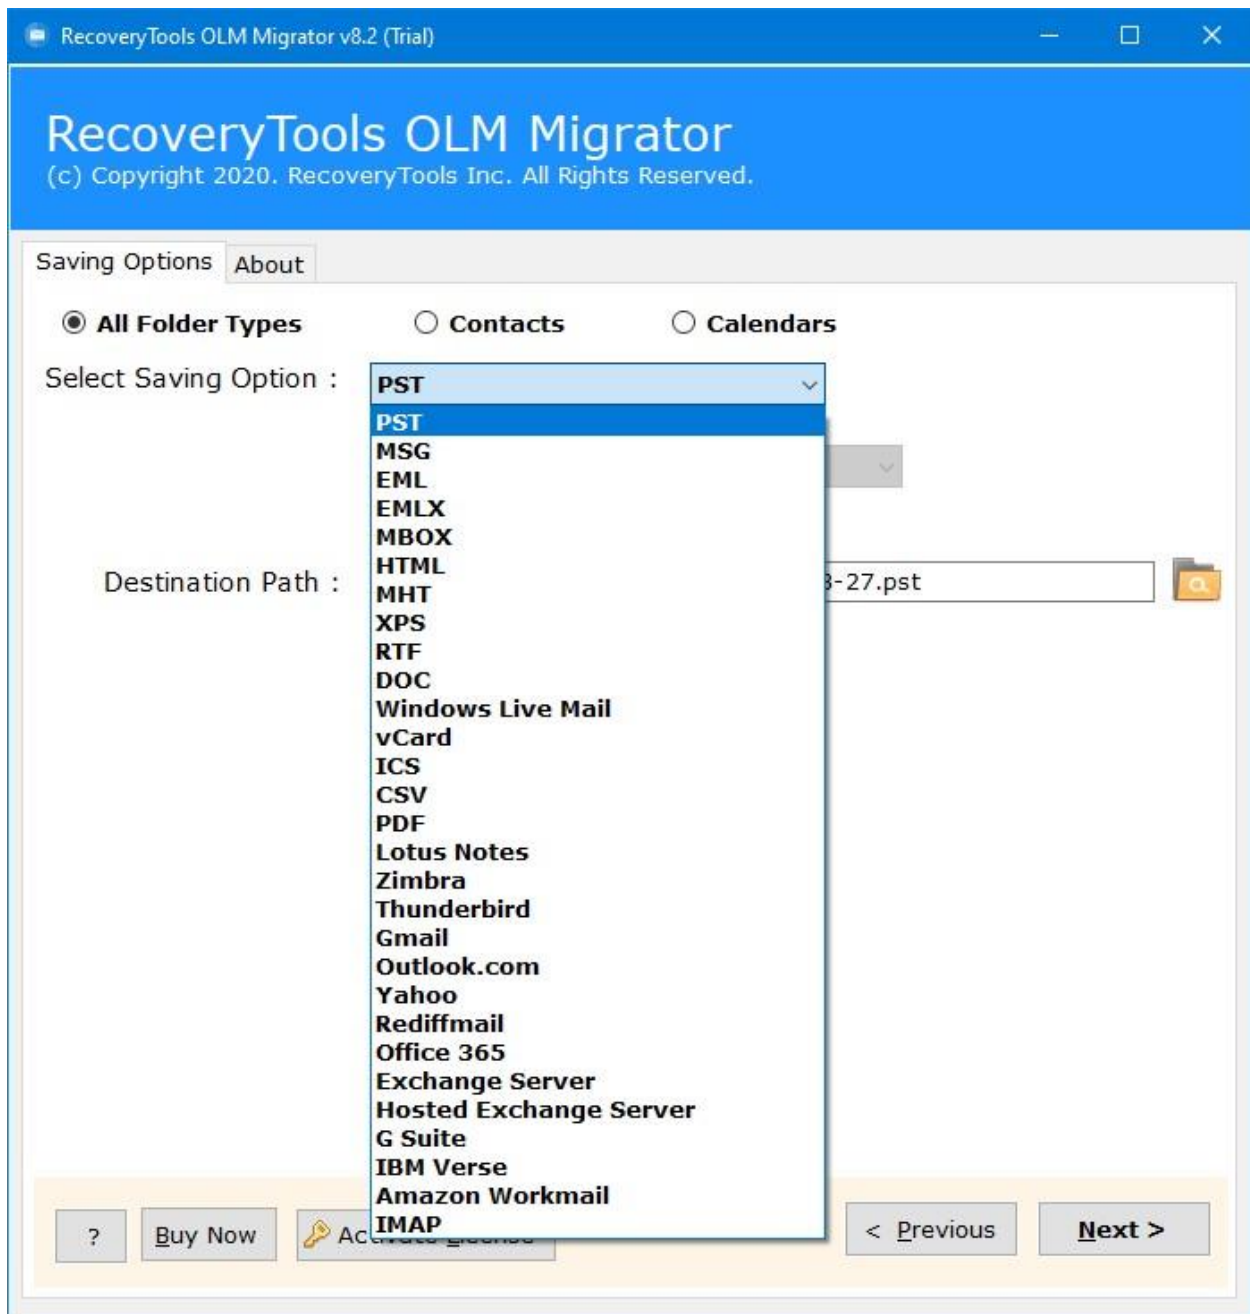 RecoveryTools OLM Migrator v8.2 (Trial)
RecoveryTools OLM Migrator
(c) Copyright 2020. RecoveryTools Inc. All Rights Reserved.
Saving Options About
All Folder Types Contacts Calendars
Select Saving Option : PST
PST
MSG
EML
EMLX
MBOX
HTML
Destination Path : 3-27.pst
MHT
XPS
RTF
DOC
Windows Live Mail
vCard
ICS
CSV
PDF
Lotus Notes
Zimbra
Thunderbird
Gmail
Outlook.com
Yahoo
Rediffmail
Office 365
Exchange Server
Hosted Exchange Server
G Suite
IBM Verse
Amazon Workmail
IMAP
? Buy Now < Previous Next >